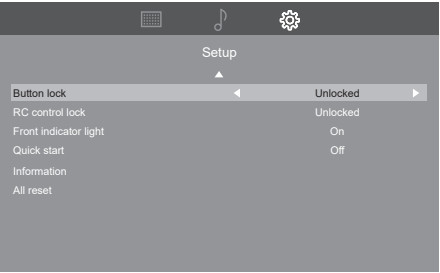 Setup
Button lock Unlocked
RC control lock Unlocked
Front indicator light On
Quick start Off
Information
All reset